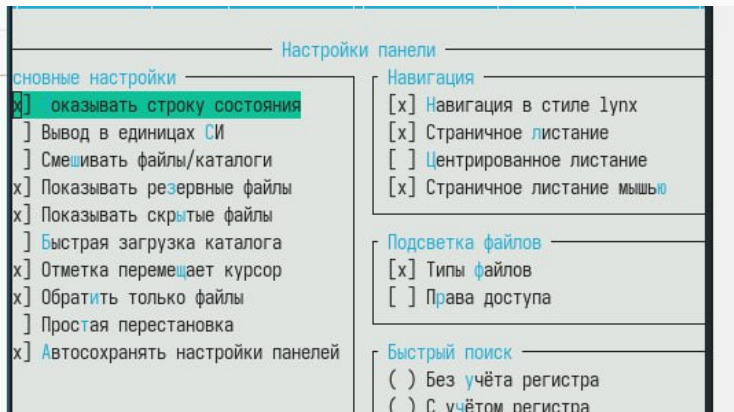 Настройки панели
сновные настройки
x] оказывать строку состояния
] Вывод в единицах СИ
] Смешивать файлы/каталоги
x] Показывать резервные файлы
x] Показывать скрытые файлы
] Быстрая загрузка каталога
x] Отметка перемещает курсор
x] Обратить только файлы
] Простая перестановка
x] Автосохранять настройки панелей
Навигация
[x] Навигация в стиле lynx
[x] Страничное листание
[ ] Центрированное листание
[x] Страничное листание мышью
Подсветка файлов
[x] Типы файлов
[ ] Права доступа
Быстрый поиск
( ) Без учёта регистра
( ) С учётом регистра